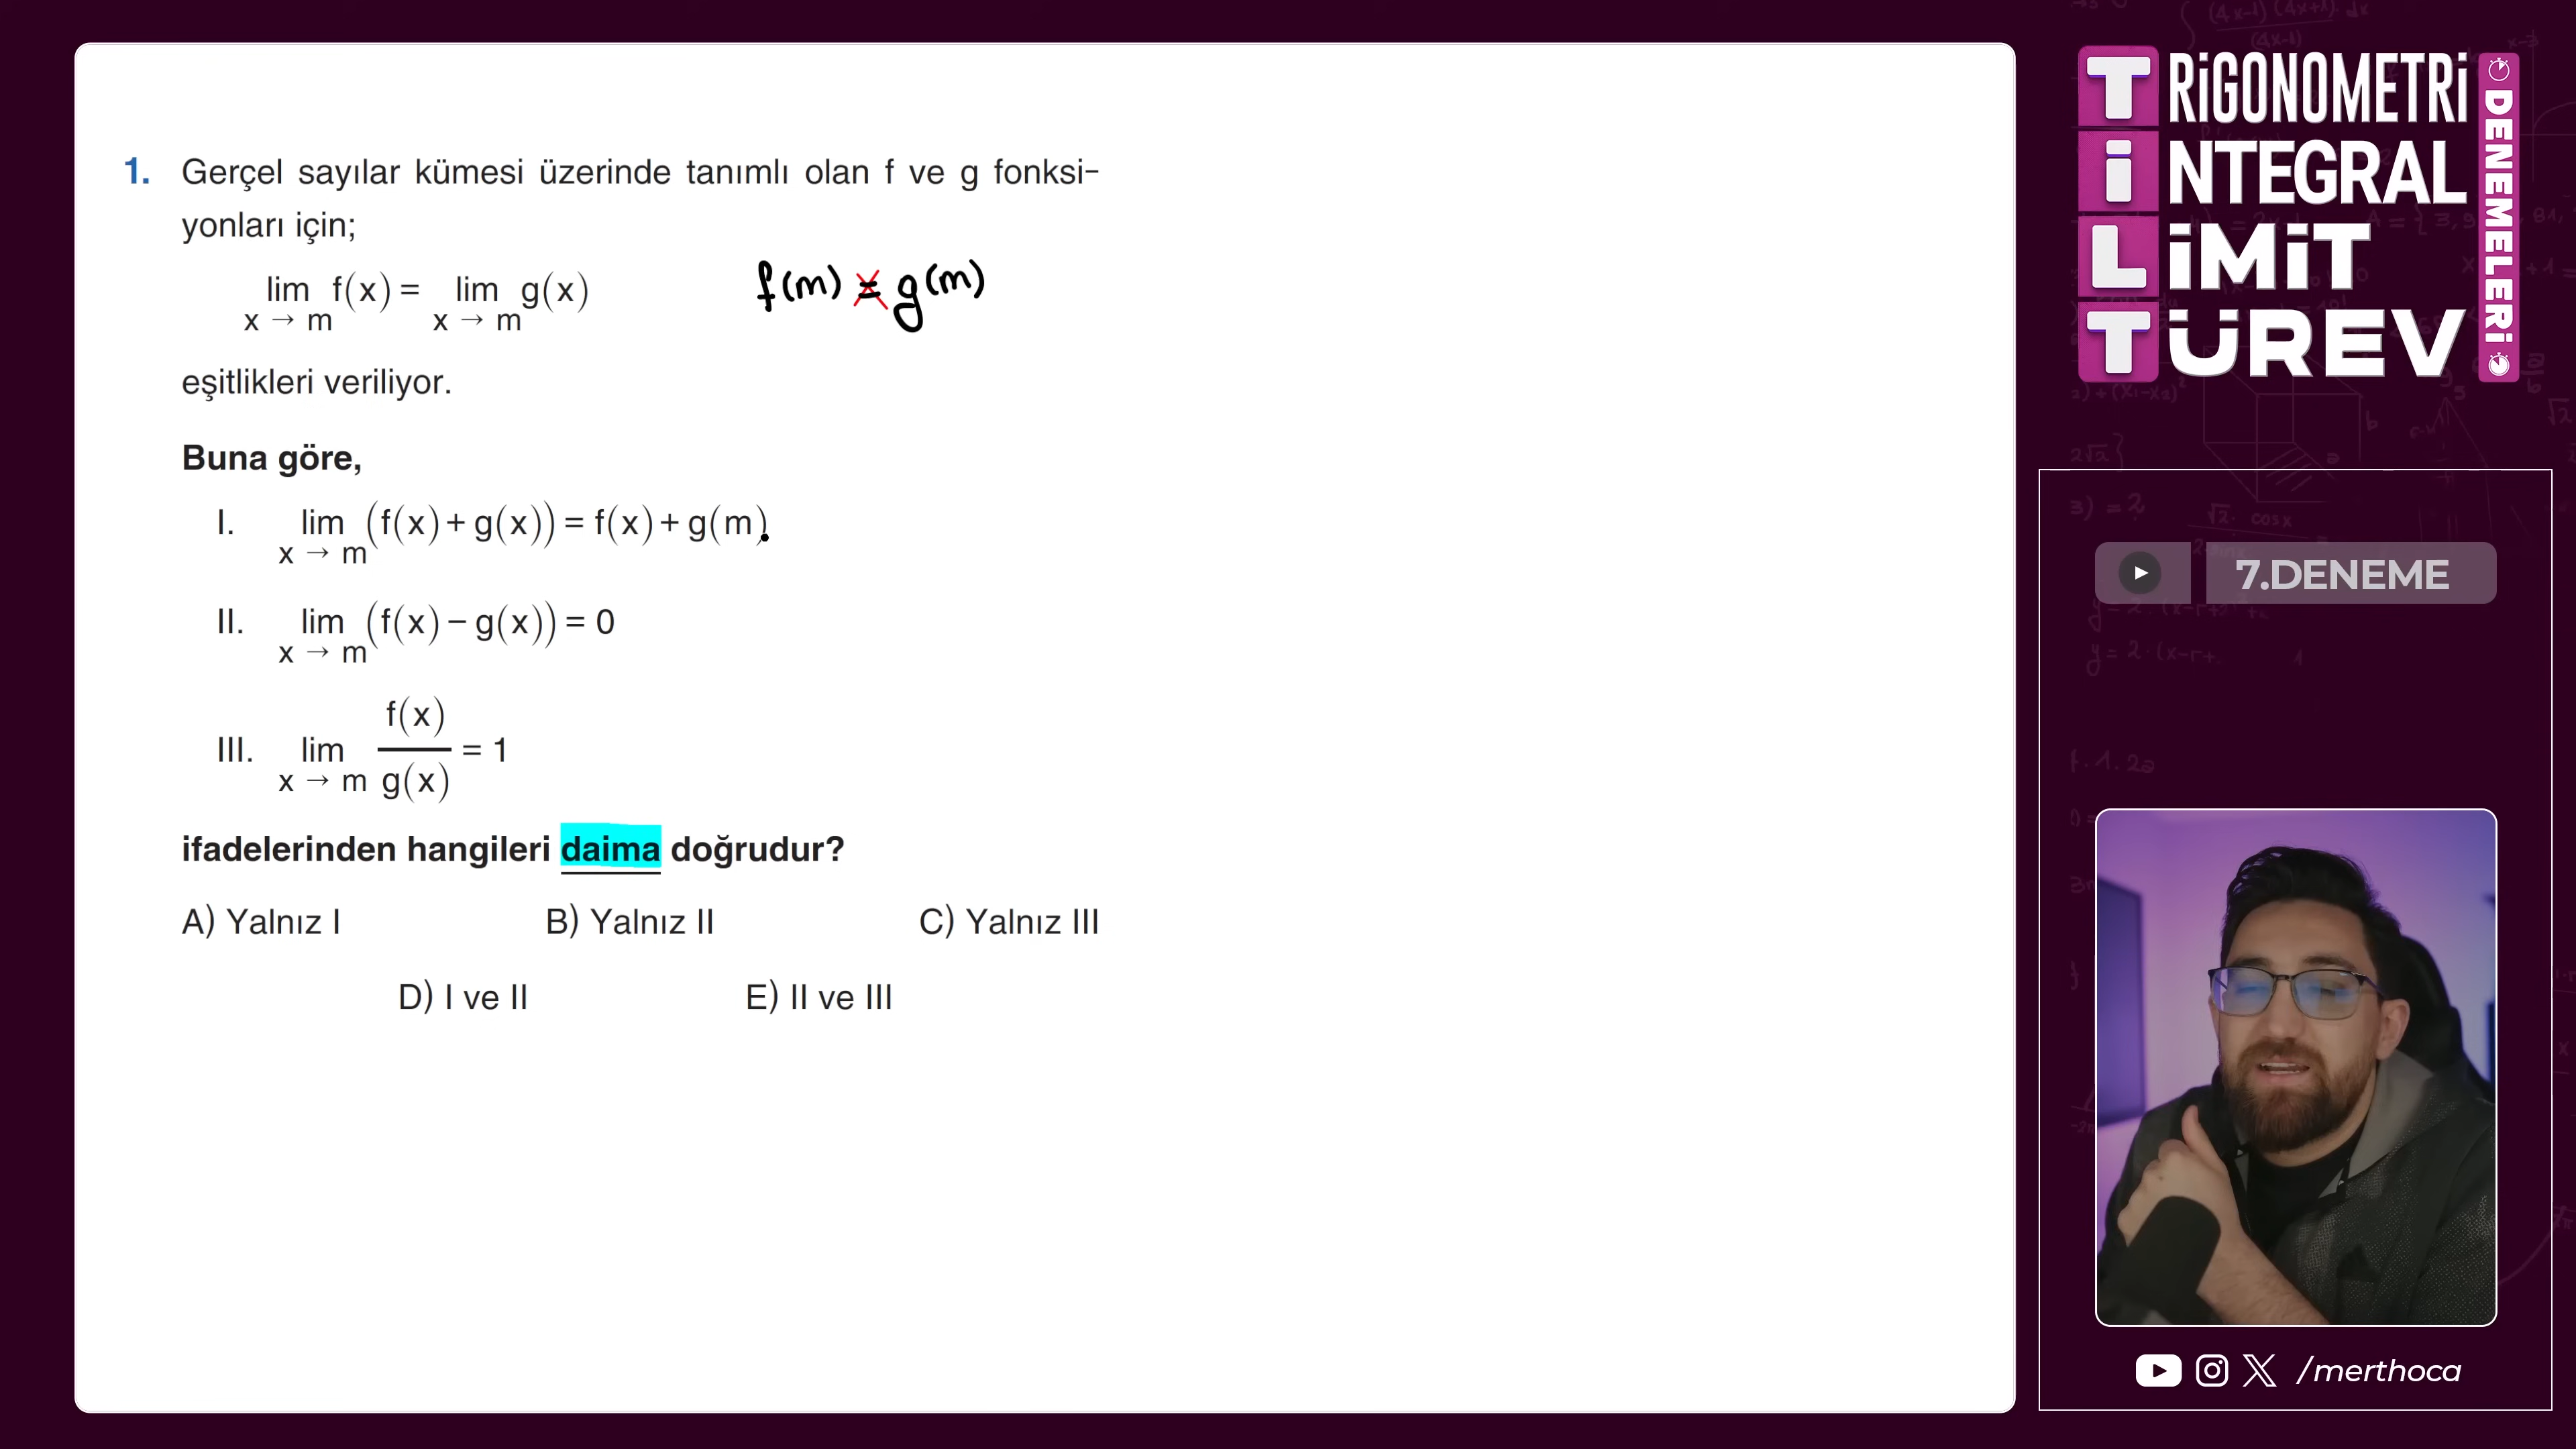 1. Gerçel sayılar kümesi üzerinde tanımlı olan f ve g fonksi-
yonları için;
lim f(x) = lim g(x)
x → m x → m
f(m) = g(m)
eşitlikleri veriliyor.
Buna göre,
I. lim (f(x) + g(x)) = f(x) + g(m)
x → m
II. lim (f(x) − g(x)) = 0
x → m
III. lim f(x)/g(x) = 1
x → m
ifadelerinden hangileri daima doğrudur?
A) Yalnız I B) Yalnız II C) Yalnız III
D) I ve II E) II ve III
TRİGONOMETRİ
İNTEGRAL
LİMİT
TÜREV
DENEMELERİ
7.DENEME
/merthoca